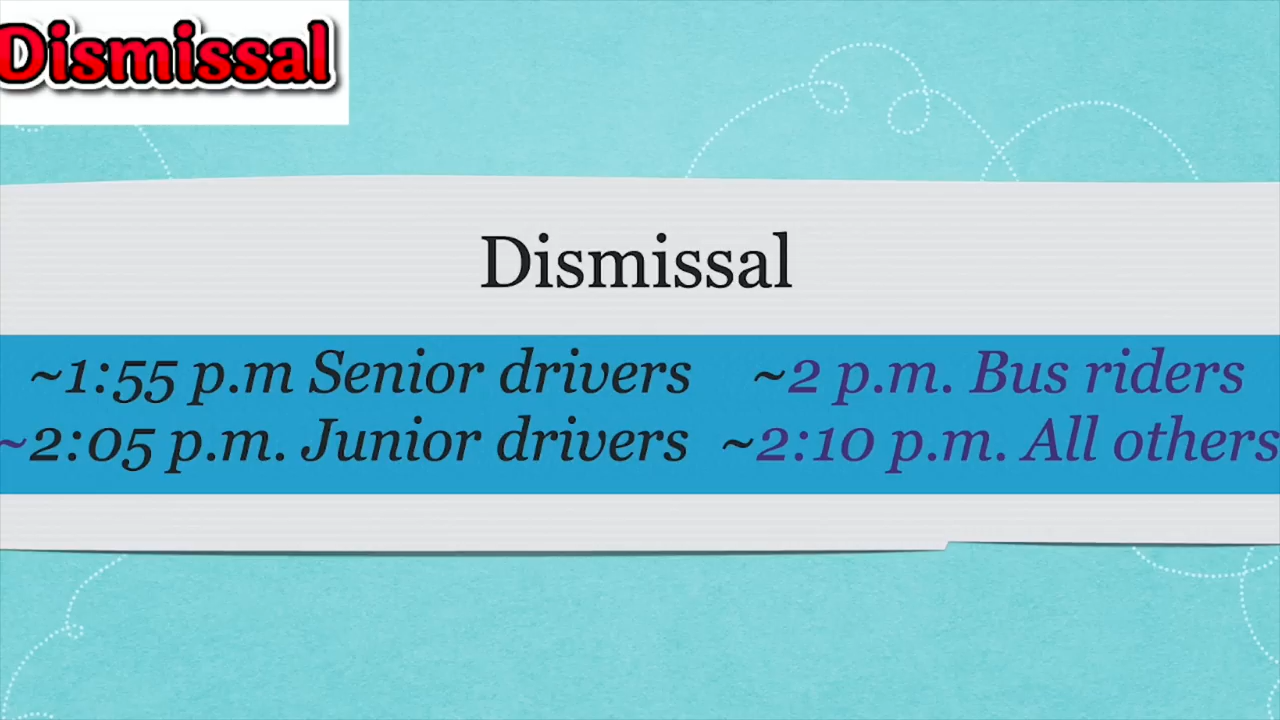 Dismissal
Dismissal
~1:55 p.m Senior drivers ~2 p.m. Bus riders
~2:05 p.m. Junior drivers ~2:10 p.m. All others